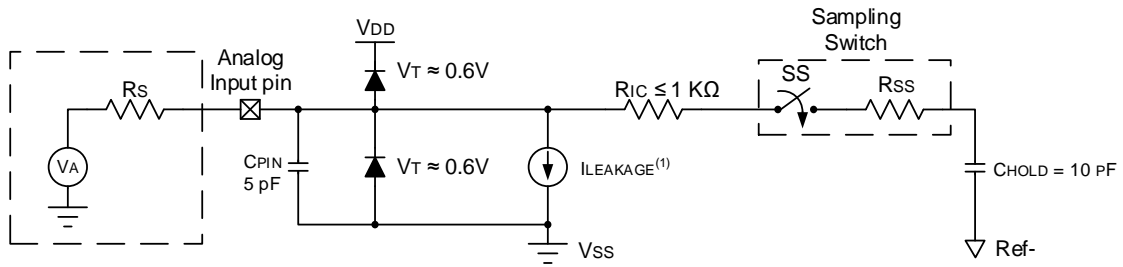 Sampling
Switch
VDD
Analog
Input pin
VT ≈ 0.6V
SS
RSS
RS
RIC ≤ 1 KΩ
VA
CPIN
5 pF
VT ≈ 0.6V
ILEAKAGE(1)
CHOLD = 10 PF
VSS
Ref-